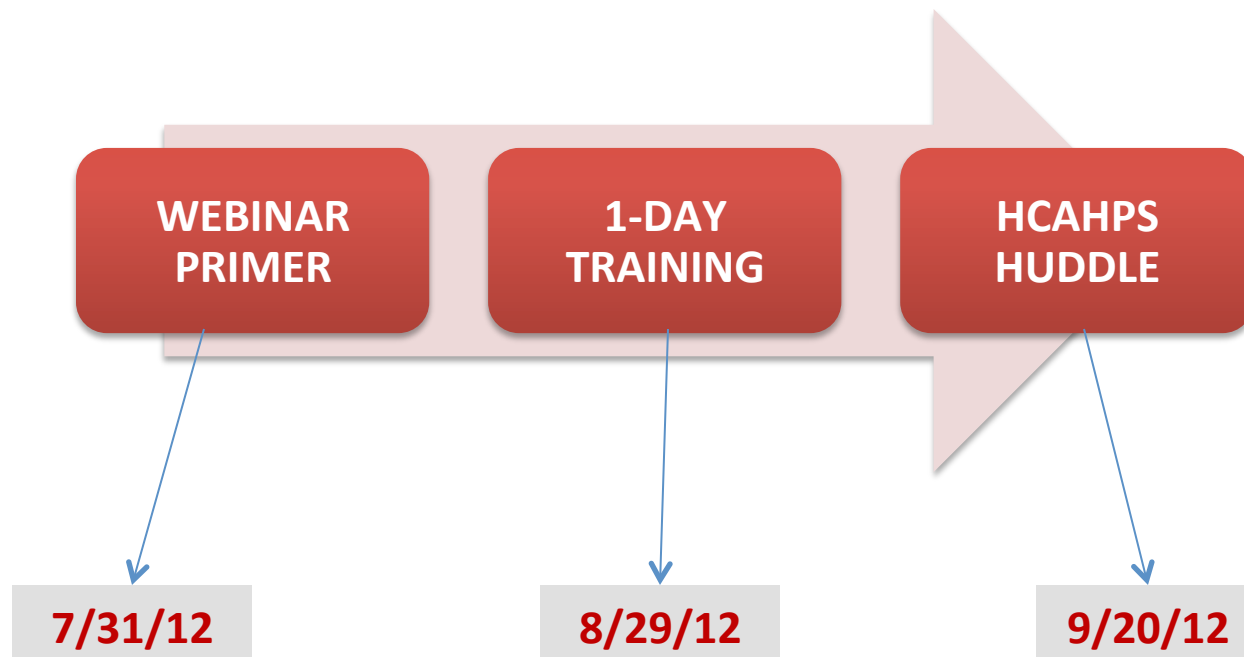 WEBINAR
PRIMER
1-DAY
TRAINING
HCAHPS
HUDDLE
7/31/12
8/29/12
9/20/12